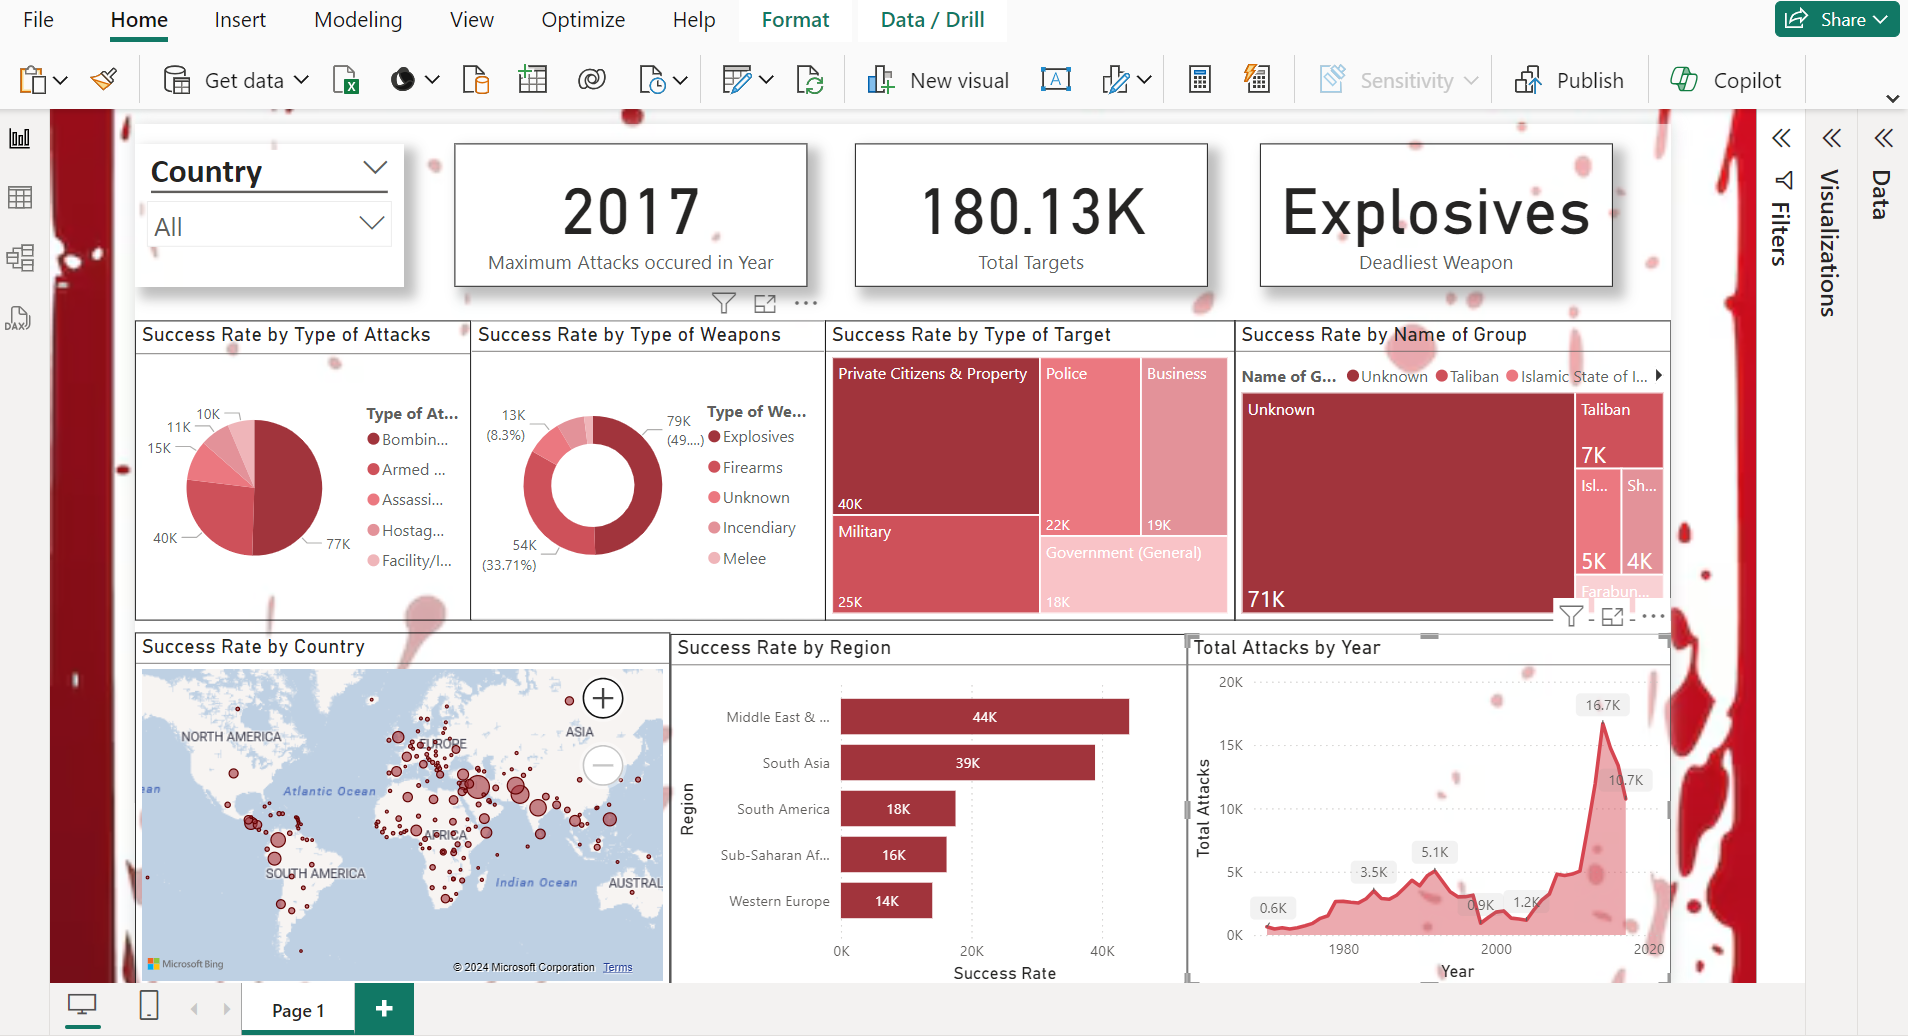 File Home Insert Modeling View Optimize Help Format Data / Drill Share
Get data New visual Sensitivity Publish Copilot
Country
All
2017
Maximum Attacks occured in Year
180.13K
Total Targets
Explosives
Deadliest Weapon
Filters
Visualizations
Data
DAX
Success Rate by Type of Attacks
10K
11K
15K
40K
77K
Type of At...
Bombin...
Armed ...
Assassi...
Hostag...
Facility/I...
Success Rate by Type of Weapons
13K
(8.3%)
79K
(49....)
54K
(33.71%)
Type of We...
Explosives
Firearms
Unknown
Incendiary
Melee
Success Rate by Type of Target
Private Citizens & Property
40K
Military
25K
Police
22K
Business
19K
Government (General)
18K
Success Rate by Name of Group
Name of G... Unknown Taliban Islamic State of I...
Unknown
71K
Taliban
7K
Isl...
5K
Sh...
4K
Farabun...
Success Rate by Country
NORTH AMERICA
EUROPE
ASIA
Atlantic Ocean
ean
AFRICA
SOUTH AMERICA
Indian Ocean
AUSTRAL
Microsoft Bing
© 2024 Microsoft Corporation Terms
Success Rate by Region
Region
Middle East & ... 44K
South Asia 39K
South America 18K
Sub-Saharan Af... 16K
Western Europe 14K
0K 20K 40K
Success Rate
Total Attacks by Year
Total Attacks
20K
15K
10K
5K
0K
0.6K
3.5K
5.1K
0.9K
1.2K
16.7K
10.7K
1980 2000 2020
Year
Page 1